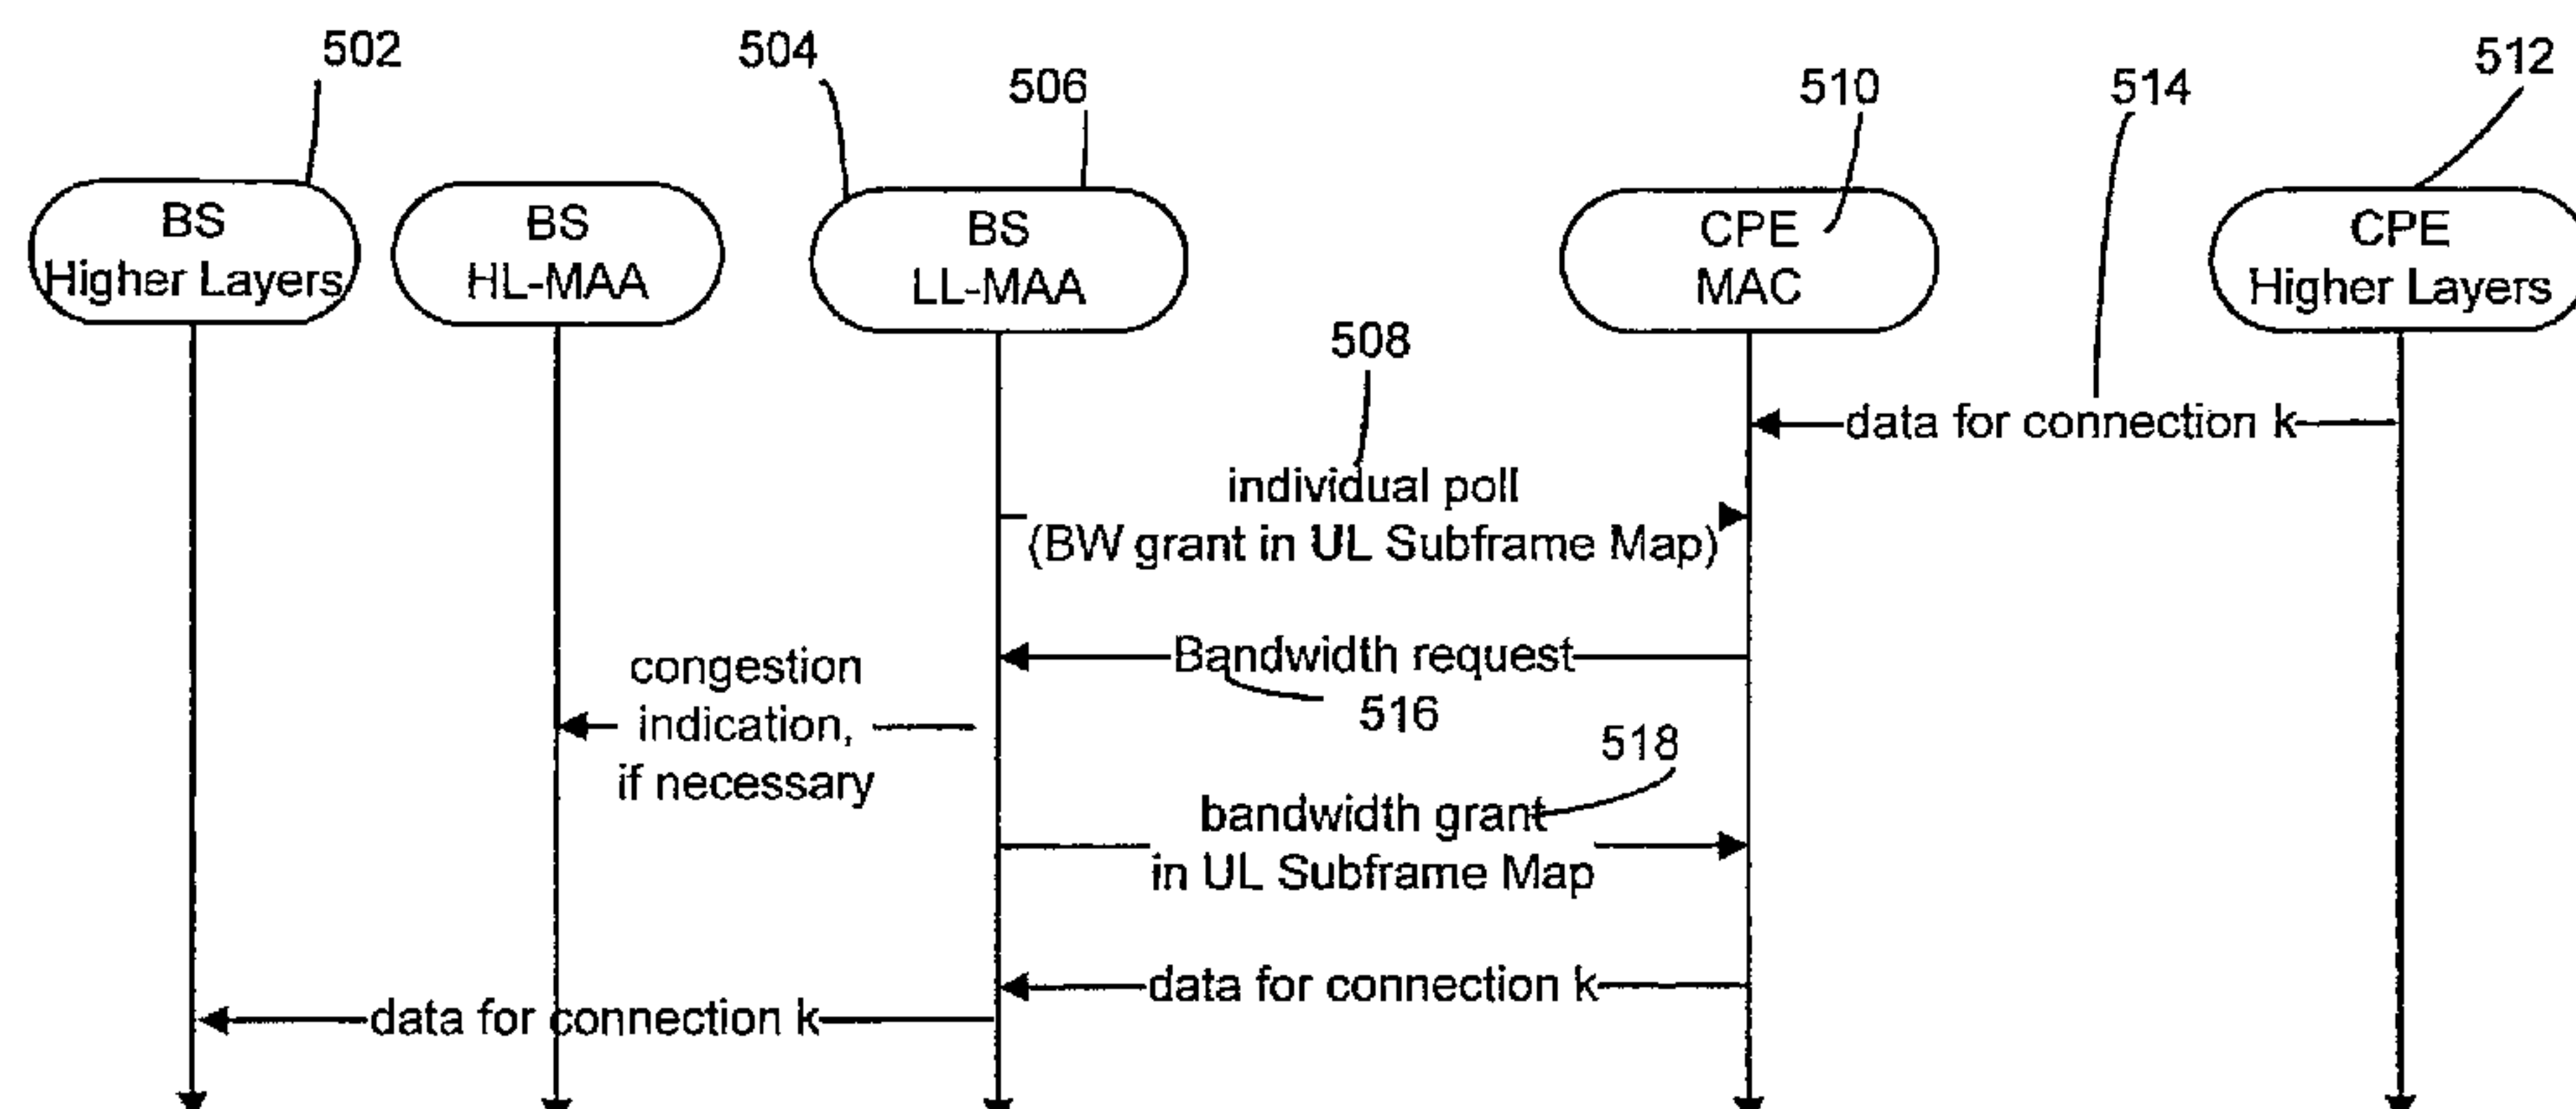 502
504
506
510
514
512
BS
Higher Layers
BS
HL-MAA
BS
LL-MAA
CPE
MAC
CPE
Higher Layers
508
data for connection k
individual poll
(BW grant in UL Subframe Map)
Bandwidth request
516
congestion
indication,
if necessary
518
bandwidth grant
in UL Subframe Map
data for connection k
data for connection k